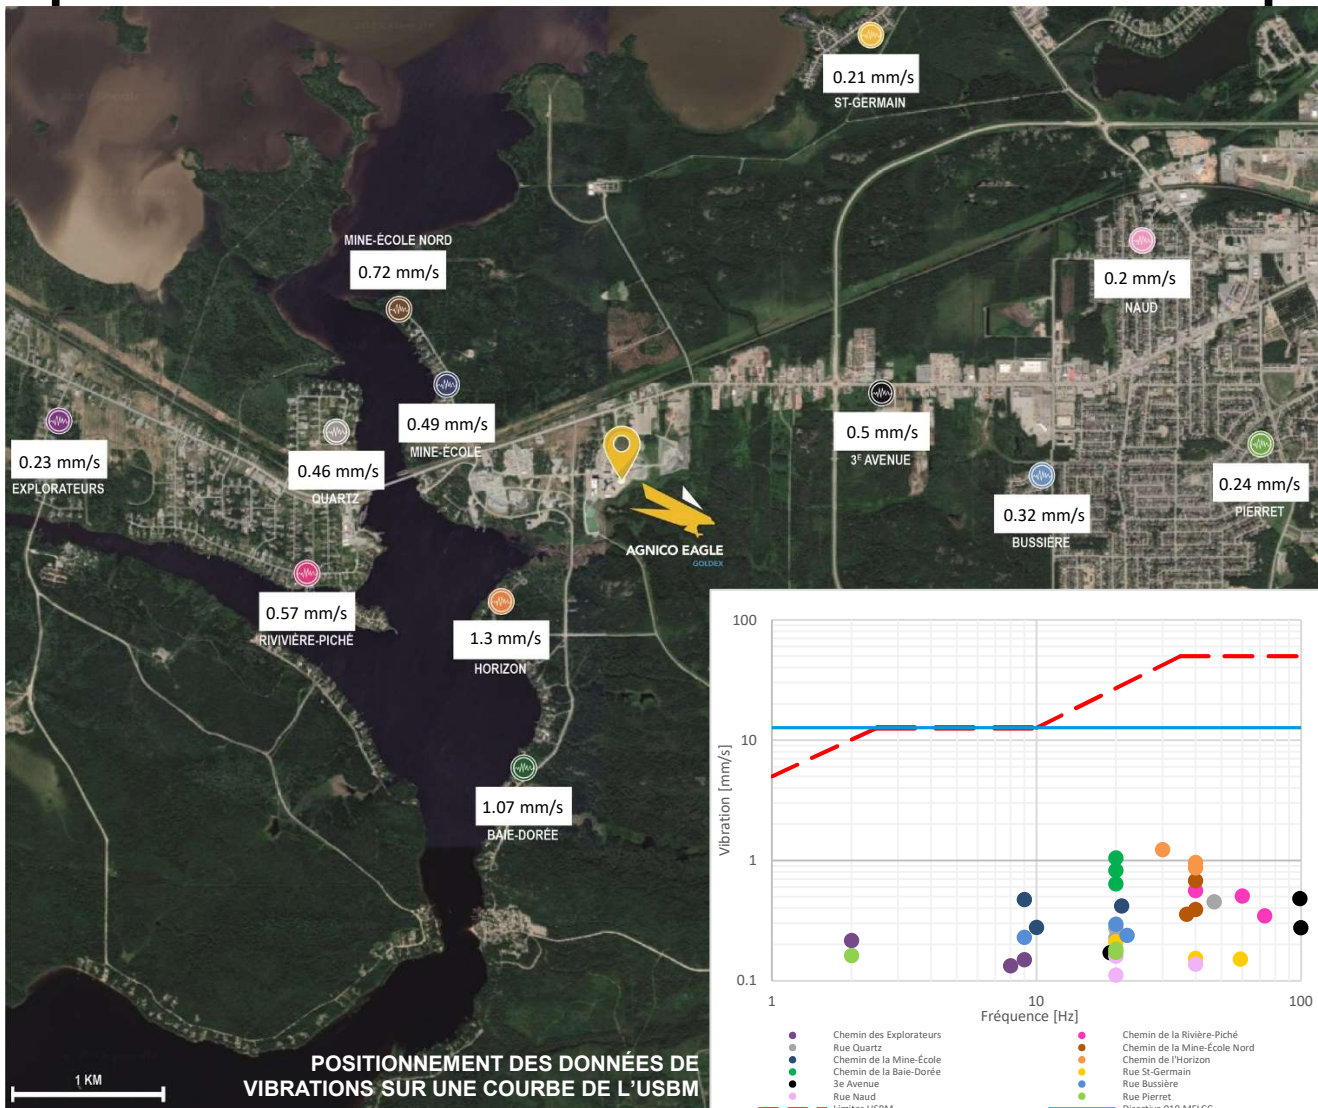 0.21 mm/s
ST-GERMAIN
MINE-ÉCOLE NORD
0.72 mm/s
0.2 mm/s
NAUD
0.49 mm/s
MINE-ÉCOLE
0.23 mm/s
EXPLORATEURS
0.46 mm/s
QUARTZ
0.5 mm/s
3E AVENUE
0.24 mm/s
PIERRET
0.32 mm/s
BUSSIÈRE
AGNICO EAGLE
GOLDEX
0.57 mm/s
RIVIVIÈRE-PICHÉ
1.3 mm/s
HORIZON
1.07 mm/s
BAIE-DORÉE
100
10
1
0.1
Vibration [mm/s]
1
10
100
Fréquence [Hz]
Chemin des Explorateurs
Chemin de la Rivière-Piché
Rue Quartz
Chemin de la Mine-École Nord
Chemin de la Mine-École
Chemin de l'Horizon
Chemin de la Baie-Dorée
Rue St-Germain
3e Avenue
Rue Bussière
Rue Naud
Rue Pierret
Limites USBM
Directive 019 MELCC
POSITIONNEMENT DES DONNÉES DE
VIBRATIONS SUR UNE COURBE DE L'USBM
1 KM